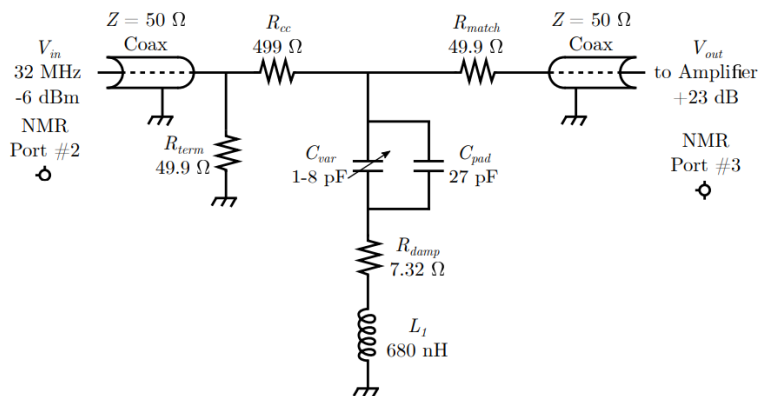 Z = 50 Ω
Coax
V_in
32 MHz
-6 dBm
NMR
Port #2
R_term
49.9 Ω
R_cc
499 Ω
C_var
1-8 pF
C_pad
27 pF
R_damp
7.32 Ω
L_1
680 nH
R_match
49.9 Ω
Z = 50 Ω
Coax
V_out
to Amplifier
+23 dB
NMR
Port #3